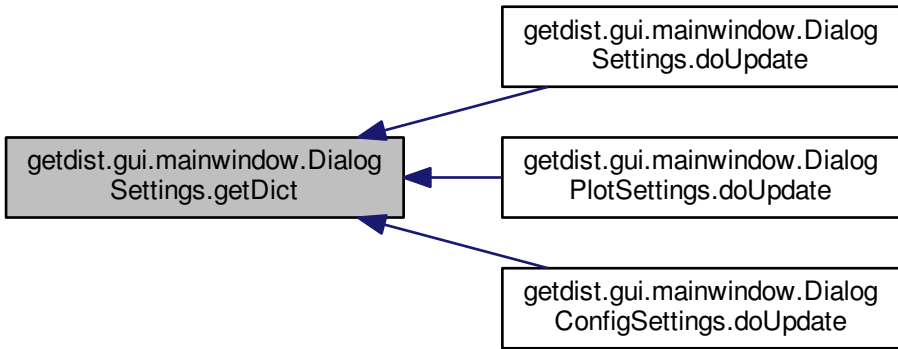 getdist.gui.mainwindow.Dialog
Settings.doUpdate
getdist.gui.mainwindow.Dialog
Settings.getDict
getdist.gui.mainwindow.Dialog
PlotSettings.doUpdate
getdist.gui.mainwindow.Dialog
ConfigSettings.doUpdate